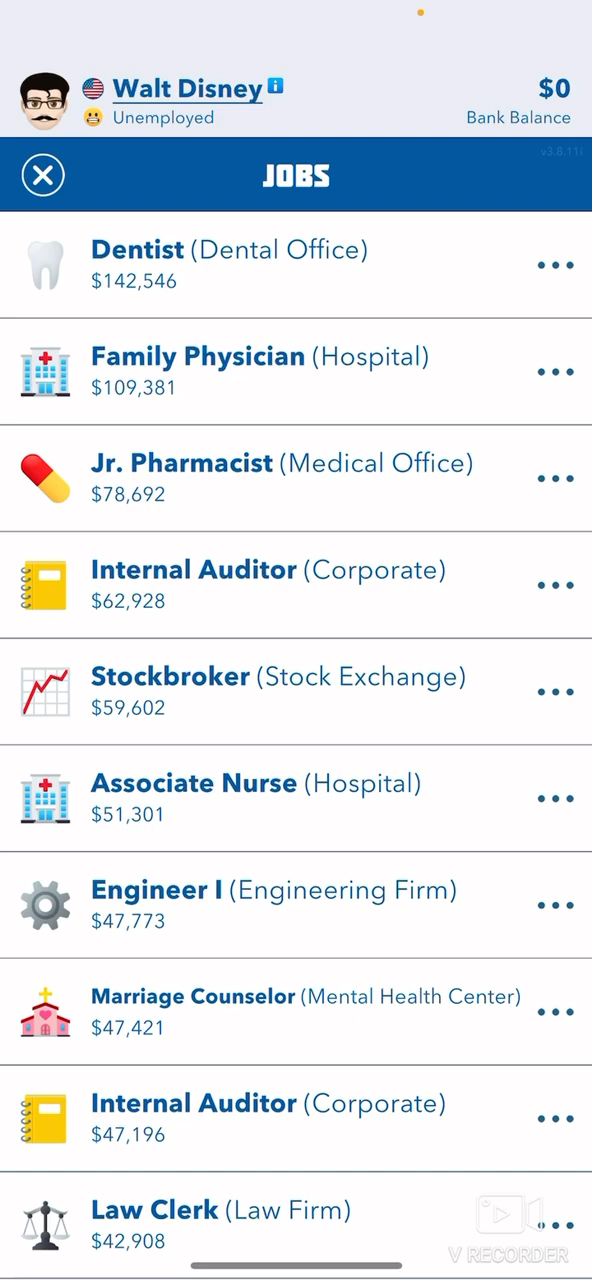 Walt Disney i
$0
Unemployed
Bank Balance
v3.8.11i
JOBS
Dentist (Dental Office)
$142,546
Family Physician (Hospital)
$109,381
Jr. Pharmacist (Medical Office)
$78,692
Internal Auditor (Corporate)
$62,928
Stockbroker (Stock Exchange)
$59,602
Associate Nurse (Hospital)
$51,301
Engineer I (Engineering Firm)
$47,773
Marriage Counselor (Mental Health Center)
$47,421
Internal Auditor (Corporate)
$47,196
Law Clerk (Law Firm)
$42,908
V RECORDER